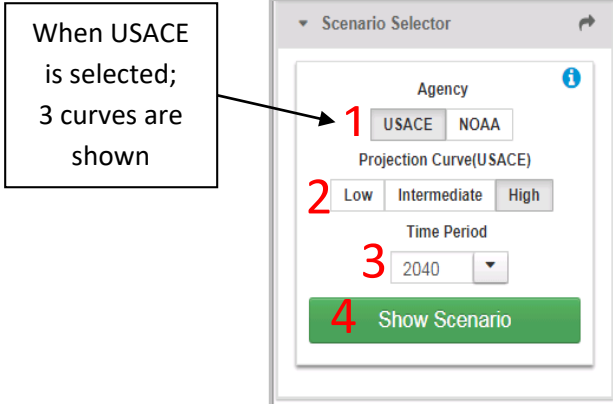 When USACE
is selected;
3 curves are
shown
Scenario Selector
Agency
1 USACE NOAA
Projection Curve(USACE)
2 Low Intermediate High
Time Period
3 2040
4 Show Scenario